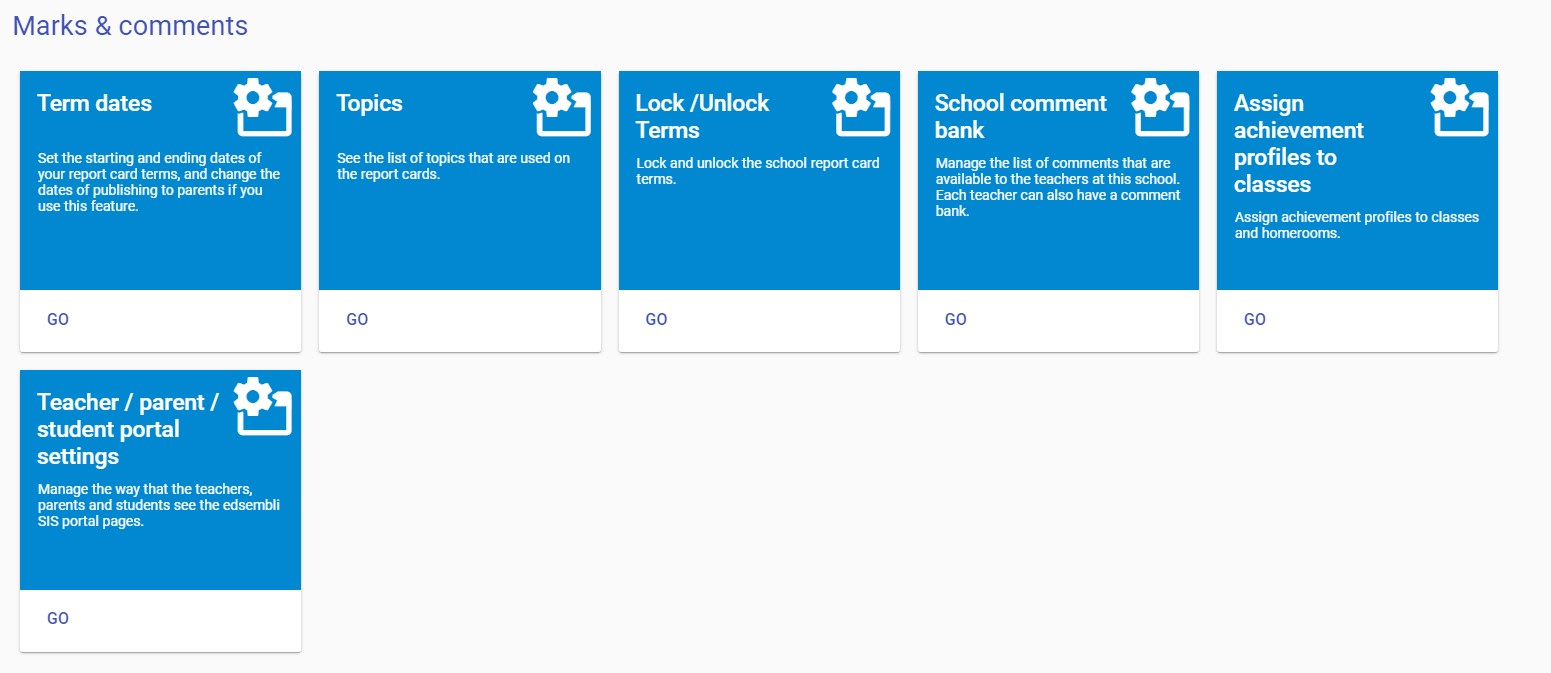 Marks & comments
Term dates
Set the starting and ending dates of
your report card terms, and change the
dates of publishing to parents if you
use this feature.
GO
Topics
See the list of topics that are used on
the report cards.
GO
Lock /Unlock
Terms
Lock and unlock the school report card
terms.
GO
School comment
bank
Manage the list of comments that are
available to the teachers at this school.
Each teacher can also have a comment
bank.
GO
Assign
achievement
profiles to
classes
Assign achievement profiles to classes
and homerooms.
GO
Teacher / parent /
student portal
settings
Manage the way that the teachers,
parents and students see the edsembli
SIS portal pages.
GO